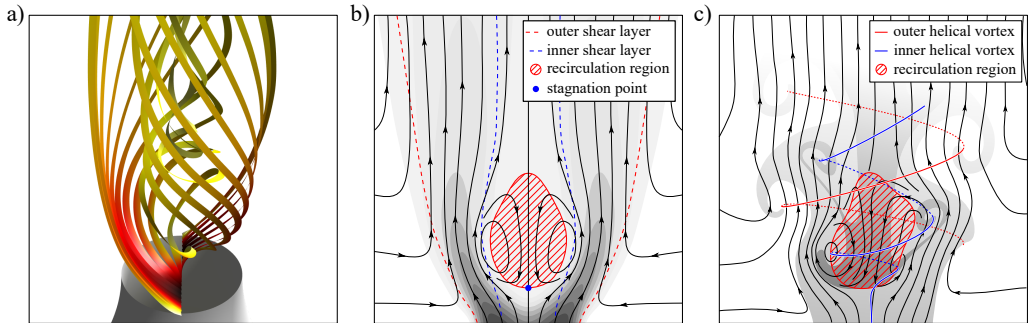 a)
b)
outer shear layer
inner shear layer
recirculation region
stagnation point
c)
outer helical vortex
inner helical vortex
recirculation region